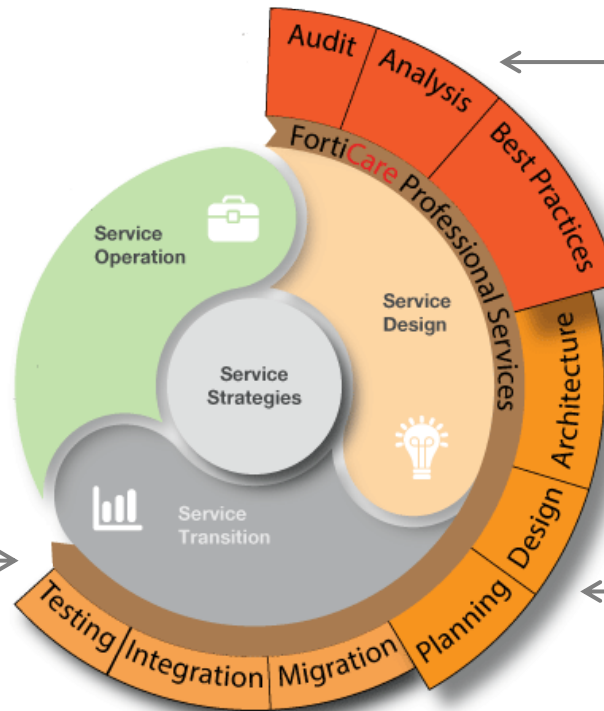 Audit
Analysis
Best Practices
FortiCare Professional Services
Service
Operation
Service
Design
Service
Strategies
Architecture
Service
Transition
Design
Planning
Testing
Integration
Migration